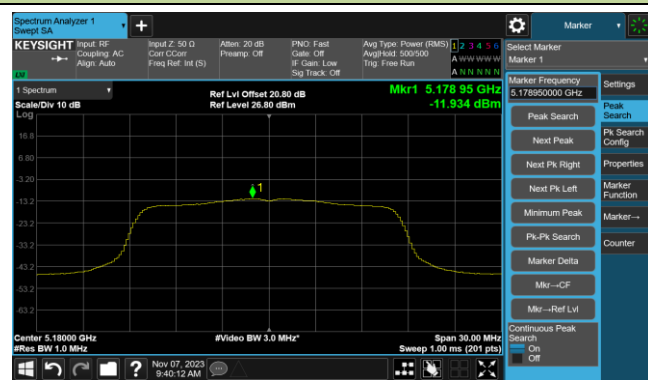 Spectrum Analyzer 1
Swept SA
Marker
KEYSIGHT
Input: RF
Coupling: AC
Align: Auto
Input Z: 50 Ω
Corr CCorr
Freq Ref: Int (S)
Atten: 20 dB
Preamp: Off
PNO: Fast
Gate: Off
IF Gain: Low
Sig Track: Off
Avg Type: Power (RMS)
Avg|Hold: 500/500
Trig: Free Run
1 2 3 4 5 6
A W W W W W
A N N N N N
LV
Select Marker
Marker 1
1 Spectrum
Scale/Div 10 dB
Log
Ref Lvl Offset 20.80 dB
Ref Level 26.80 dBm
Mkr1 5.178 95 GHz
-11.934 dBm
16.8
6.80
-3.20
-13.2
-23.2
-33.2
-43.2
-53.2
-63.2
1
Center 5.18000 GHz
#Res BW 1.0 MHz
#Video BW 3.0 MHz*
Span 30.00 MHz
Sweep 1.00 ms (201 pts)
Marker Frequency
5.178950000 GHz
Peak Search
Next Peak
Next Pk Right
Next Pk Left
Minimum Peak
Pk-Pk Search
Marker Delta
Mkr→CF
Mkr→Ref Lvl
Continuous Peak
Search
On
Off
Settings
Peak
Search
Pk Search
Config
Properties
Marker
Function
Marker→
Counter
Nov 07, 2023
9:40:12 AM